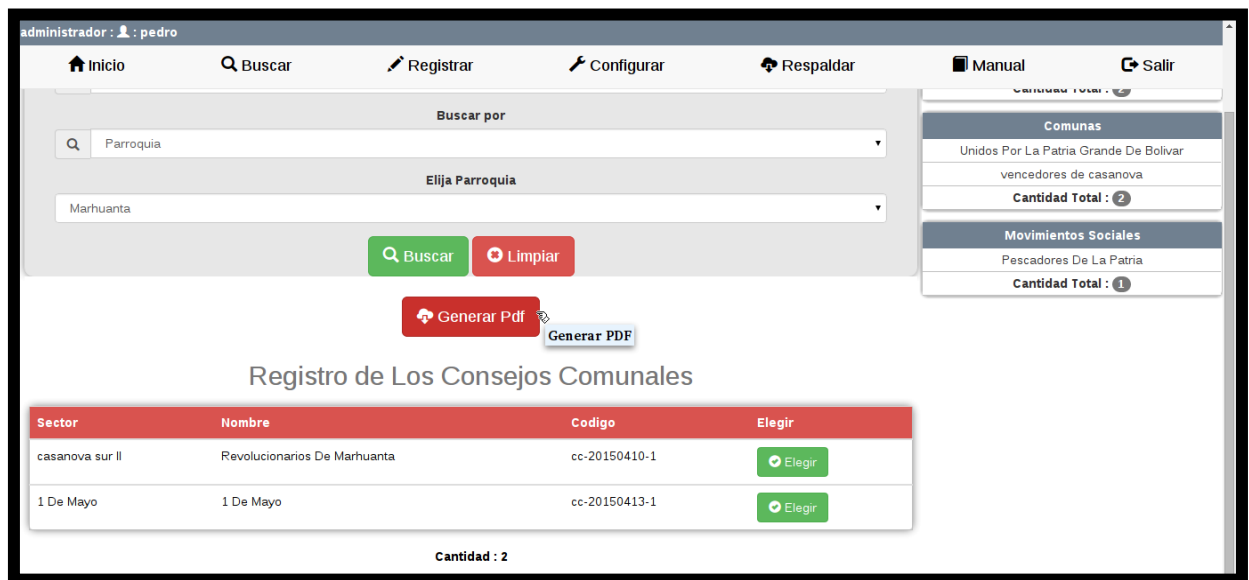 administrador : : pedro
Inicio Buscar Registrar Configurar Respaldar Manual Salir
Buscar por
Parroquia
Elija Parroquia
Marhuanta
Buscar Limpiar
Generar Pdf
Generar PDF
Registro de Los Consejos Comunales
Sector Nombre Codigo Elegir
casanova sur II Revolucionarios De Marhuanta cc-20150410-1 Elegir
1 De Mayo 1 De Mayo cc-20150413-1 Elegir
Cantidad : 2
Cantidad Total : 2
Comunas
Unidos Por La Patria Grande De Bolivar
vencedores de casanova
Cantidad Total : 2
Movimientos Sociales
Pescadores De La Patria
Cantidad Total : 1